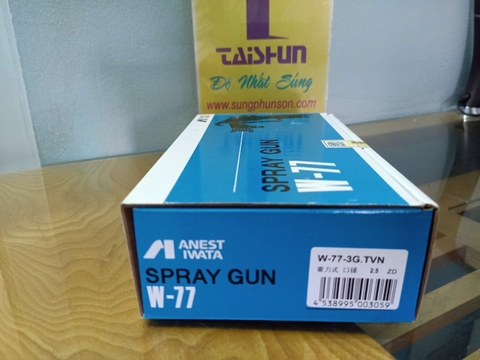 TAISHUN
Độ Nhất Súng
www.sungphunson.com
SPRAY GUN
W-77
ANEST
IWATA
SPRAY GUN
W-77
W-77-3G.TVN
重力式 口径 2.5 ZD
4 538995 003059